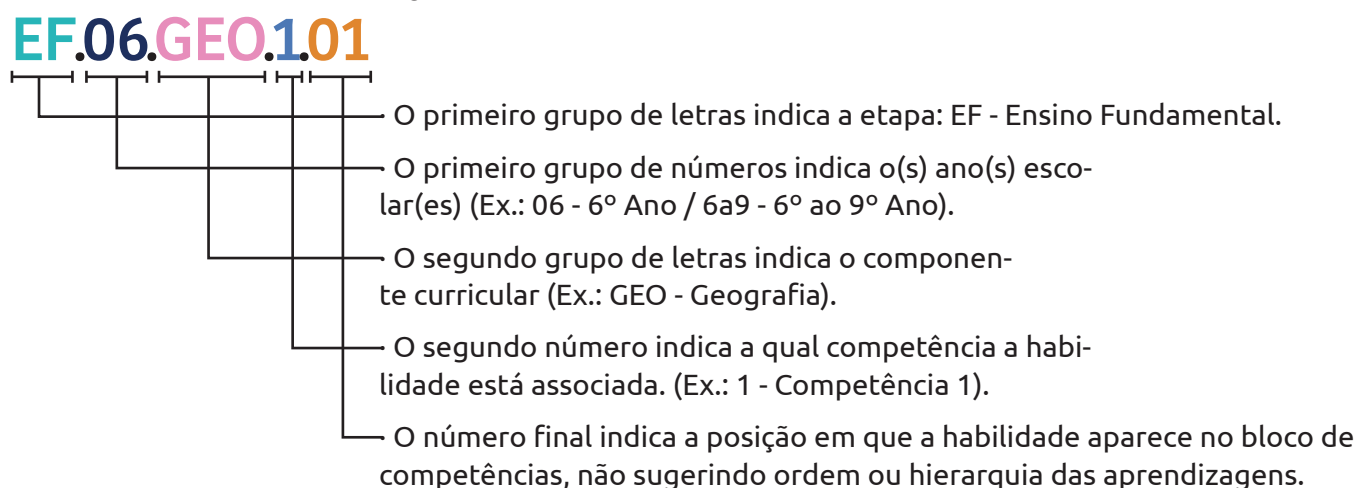 EF.06.GEO.1.01
· O primeiro grupo de letras indica a etapa: EF - Ensino Fundamental.
· O primeiro grupo de números indica o(s) ano(s) esco-
lar(es) (Ex.: 06 - 6º Ano / 6a9 - 6º ao 9º Ano).
· O segundo grupo de letras indica o componen-
te curricular (Ex.: GEO - Geografia).
· O segundo número indica a qual competência a habi-
lidade está associada. (Ex.: 1 - Competência 1).
· O número final indica a posição em que a habilidade aparece no bloco de
competências, não sugerindo ordem ou hierarquia das aprendizagens.